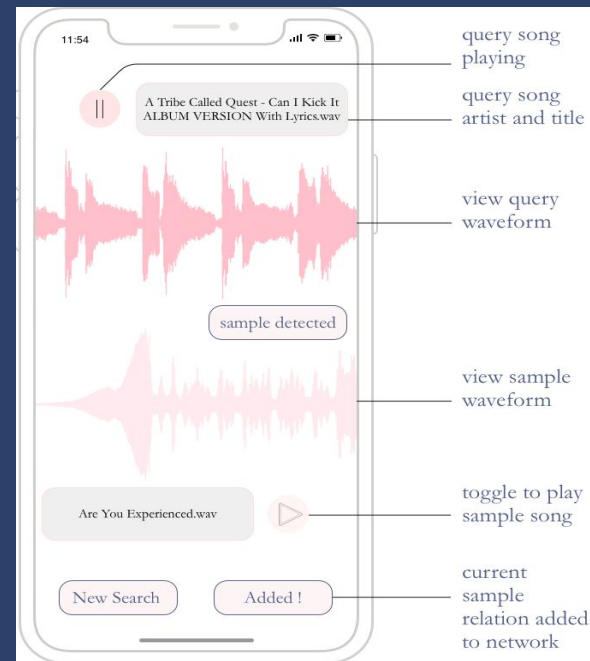 11:54
query song
playing
A Tribe Called Quest - Can I Kick It
ALBUM VERSION With Lyrics.wav
query song
artist and title
view query
waveform
sample detected
view sample
waveform
Are You Experienced.wav
toggle to play
sample song
New Search
Added !
current
sample
relation added
to network